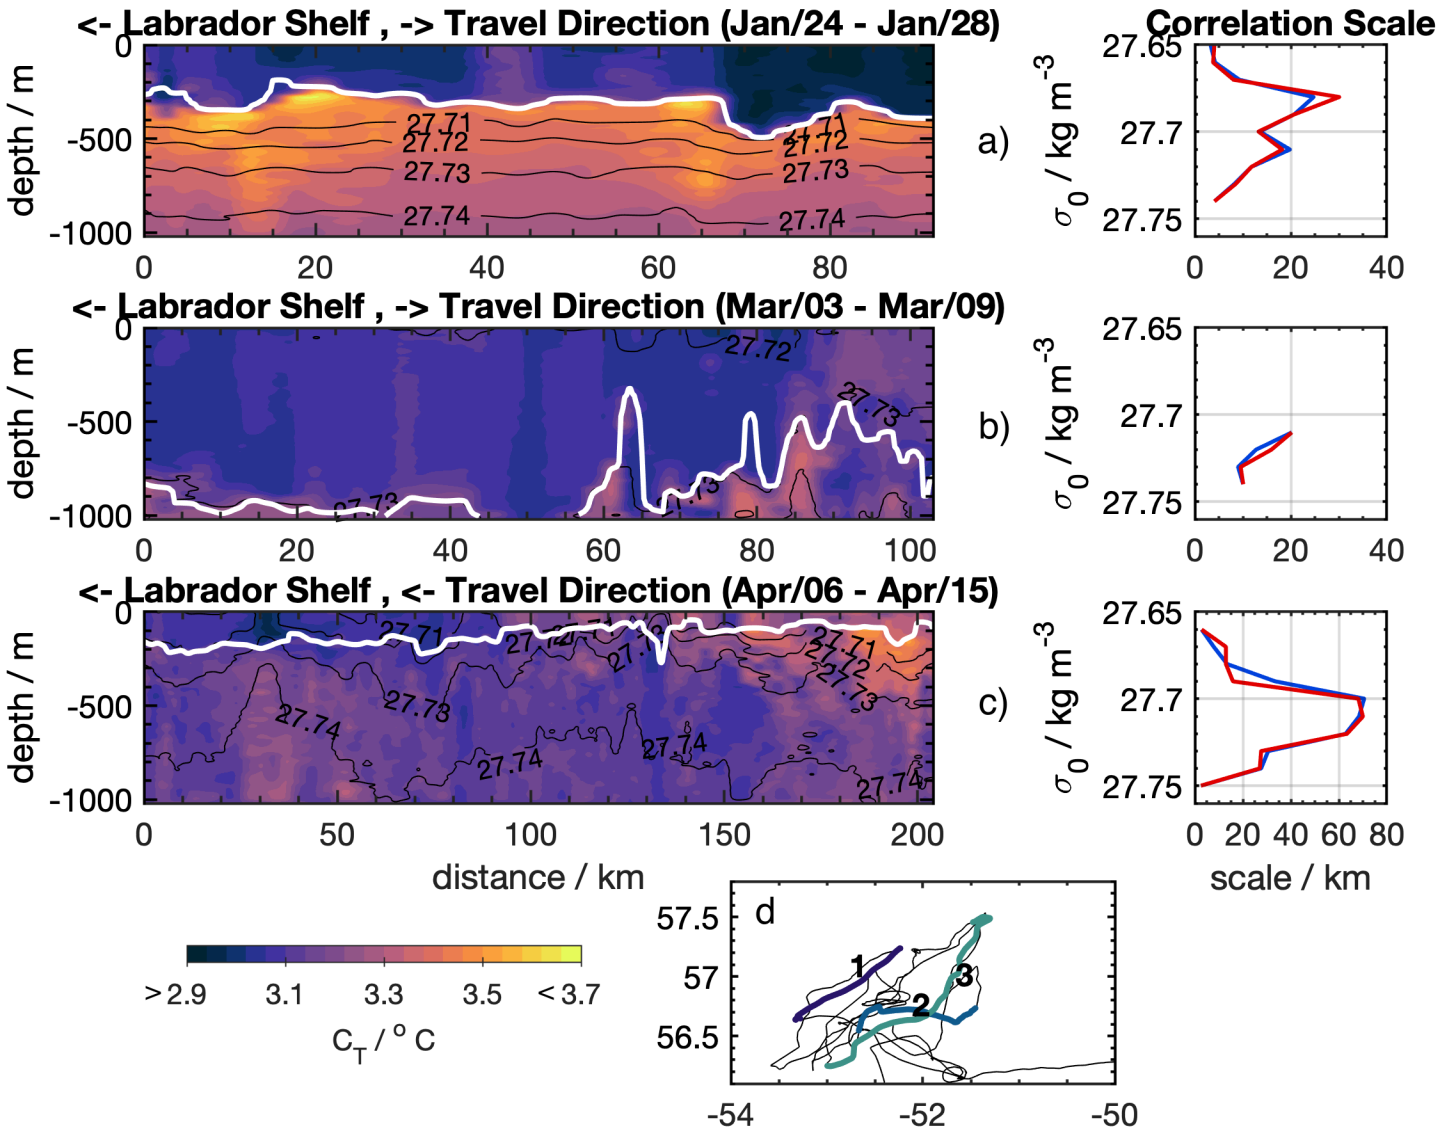 <- Labrador Shelf , -> Travel Direction (Jan/24 - Jan/28)
Correlation Scale
0
-500
-1000
depth / m
27.71
27.72
27.73
27.74
27.71
27.72
27.73
27.74
0 20 40 60 80
a)
27.65
27.7
27.75
σ0 / kg m-3
0 20 40
<- Labrador Shelf , -> Travel Direction (Mar/03 - Mar/09)
0
-500
-1000
depth / m
27.72
27.73
27.73
27.73
0 20 40 60 80 100
b)
27.65
27.7
27.75
σ0 / kg m-3
0 20 40
<- Labrador Shelf , <- Travel Direction (Apr/06 - Apr/15)
0
-500
-1000
depth / m
27.71
27.72
27.71
27.73
27.71
27.72
27.73
27.73
27.74
27.74
27.74
27.74
0 50 100 150 200
distance / km
c)
27.65
27.7
27.75
σ0 / kg m-3
0 20 40 60 80
scale / km
>2.9 3.1 3.3 3.5 <3.7
CT / ° C
d
57.5
57
56.5
1
2
3
-54 -52 -50